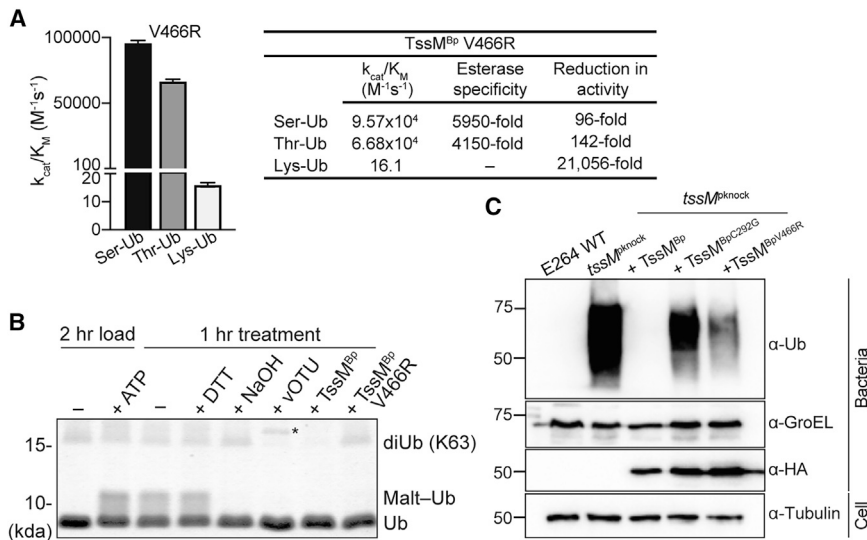 A
V466R
100000
50000
100
20
10
0
kcat/KM (M⁻¹s⁻¹)
Ser-Ub
Thr-Ub
Lys-Ub
TssMᴮᵖ V466R
kcat/KM (M⁻¹s⁻¹) Esterase specificity Reduction in activity
Ser-Ub 9.57x10⁴ 5950-fold 96-fold
Thr-Ub 6.68x10⁴ 4150-fold 142-fold
Lys-Ub 16.1 – 21,056-fold
B
2 hr load 1 hr treatment
– + ATP – + DTT + NaOH + vOTU + TssMᴮᵖ + TssMᴮᵖ V466R
15- * diUb (K63)
10- Malt–Ub
(kda) Ub
C
tssMᵖᵏⁿᵒᶜᵏ
E264 WT tssMᵖᵏⁿᵒᶜᵏ + TssMᴮᵖ + TssMᴮᵖC292G +TssMᴮᵖV466R
75-
50-
α-Ub
75-
α-GroEL
50-
α-HA
50-
α-Tubulin
Bacteria
Cell